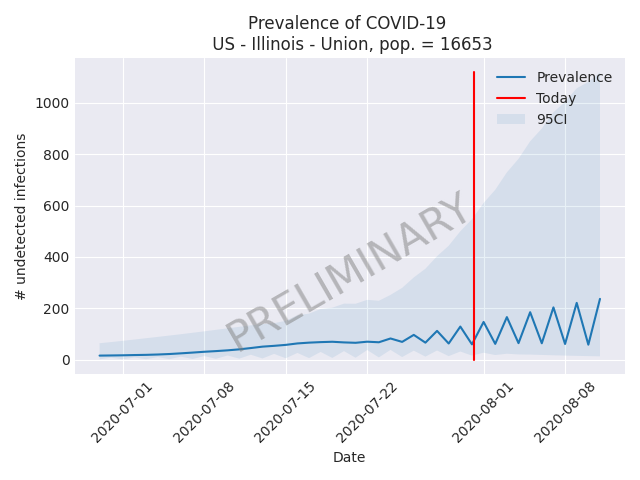 Prevalence of COVID-19
US - Illinois - Union, pop. = 16653
Prevalence
Today
95CI
1000
800
600
400
200
0
# undetected infections
PRELIMINARY
2020-07-01
2020-07-08
2020-07-15
2020-07-22
2020-08-01
2020-08-08
Date